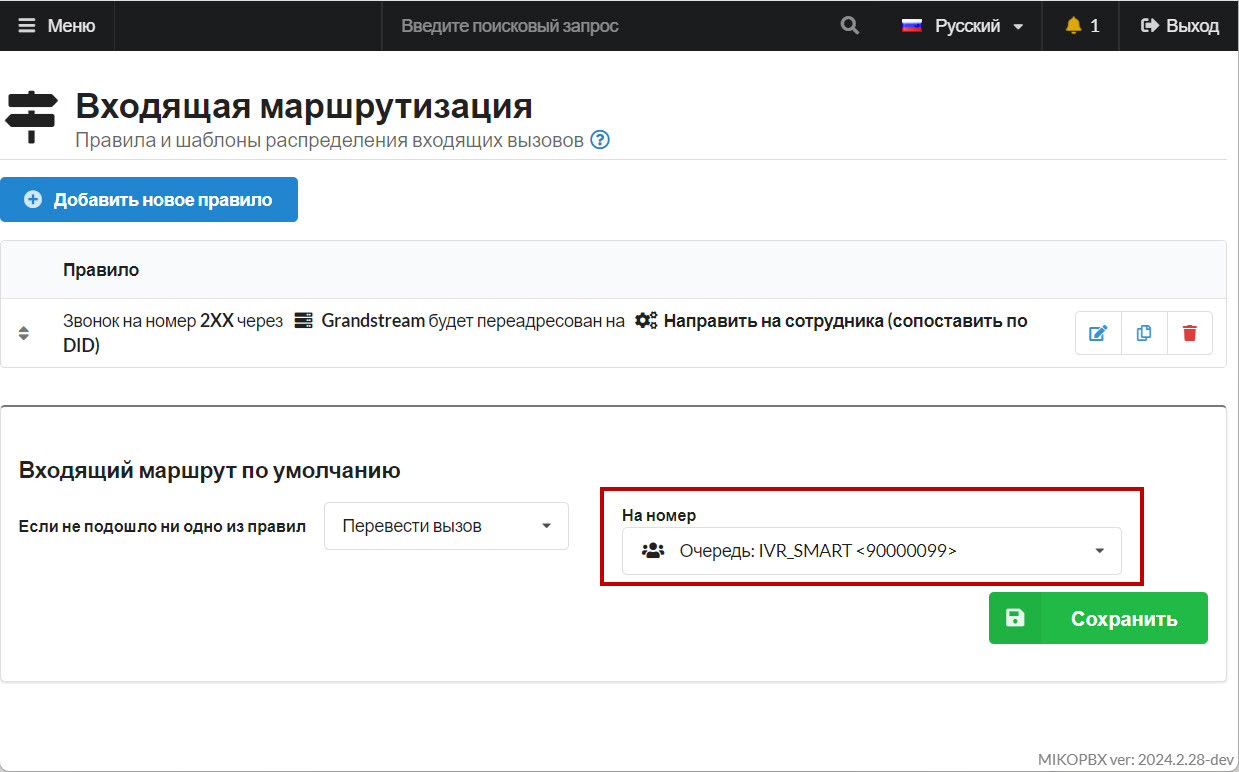 Меню
Введите поисковый запрос
Русский
1
Выход
Входящая маршрутизация
Правила и шаблоны распределения входящих вызовов ?
Добавить новое правило
Правило
Звонок на номер 2XX через Grandstream будет переадресован на Направить на сотрудника (сопоставить по
DID)
Входящий маршрут по умолчанию
Если не подошло ни одно из правил
Перевести вызов
На номер
Очередь: IVR_SMART <90000099>
Сохранить
MIKOPBX ver: 2024.2.28-dev